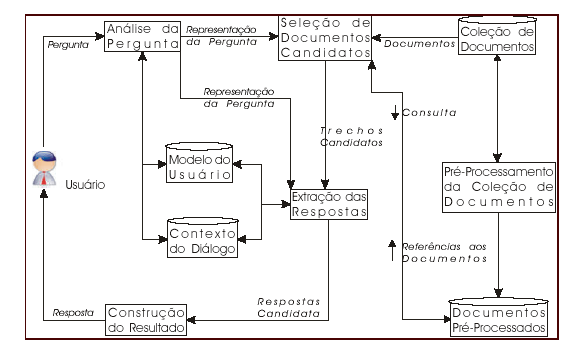 Pergunta
Análise da
Pergunta
Representação
da Pergunta
Seleção de
Documentos
Candidatos
Documentos
Coleção de
Documentos
Representação
da Pergunta
Consulta
Trechos
Candidatos
Modelo do
Usuário
Usuário
Extração das
Respostas
Pré-Processamento
da Coleção de
Documentos
Contexto
do Diálogo
Referências aos
Documentos
Resposta
Construção
do Resultado
Respostas
Candidata
Documentos
Pré-Processados